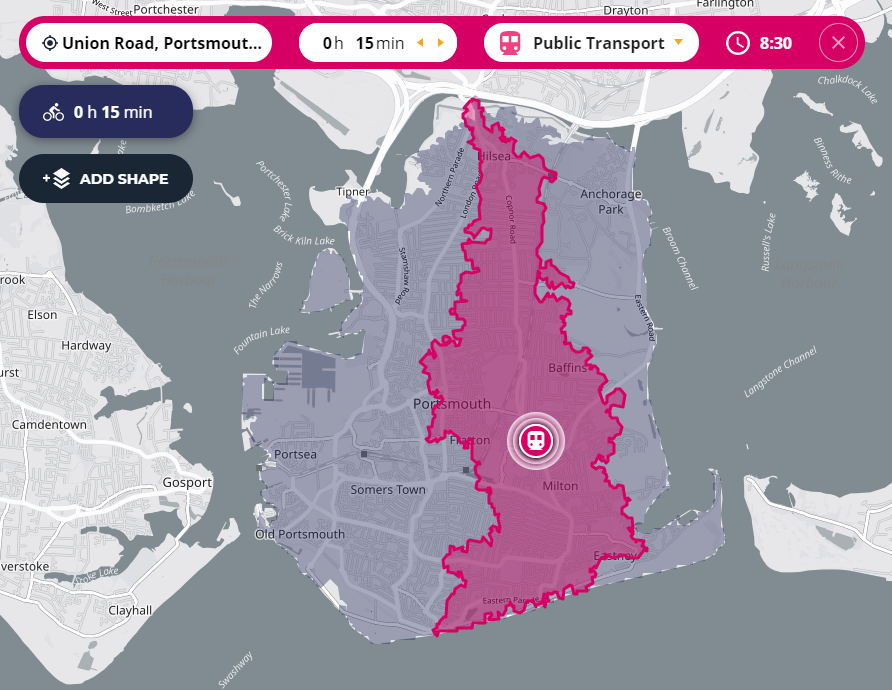 West Street
Portchester
Drayton
Farlington
Union Road, Portsmout...
0 h 15 min
Public Transport
8:30
0 h 15 min
+ ADD SHAPE
Chalkdock Lake
Binness Rithe
Russell's Lake
Broom Channel
Langstone Channel
Lake
Portchester Lake
Bombketch Lake
Brick Kiln Lake
The Narrows
Fountain Lake
Tipner
Hilsea
Northern Parade
London Road
Copnor Road
Stamshaw Road
Anchorage
Park
Eastern Road
rook
Elson
Hardway
urst
Camdentown
Gosport
Baffins
Portsmouth
Fratton
Portsea
Somers Town
Milton
Old Portsmouth
Eastney
Eastern Parade
verstoke
Stoke Lake
Clayhall
Swashway